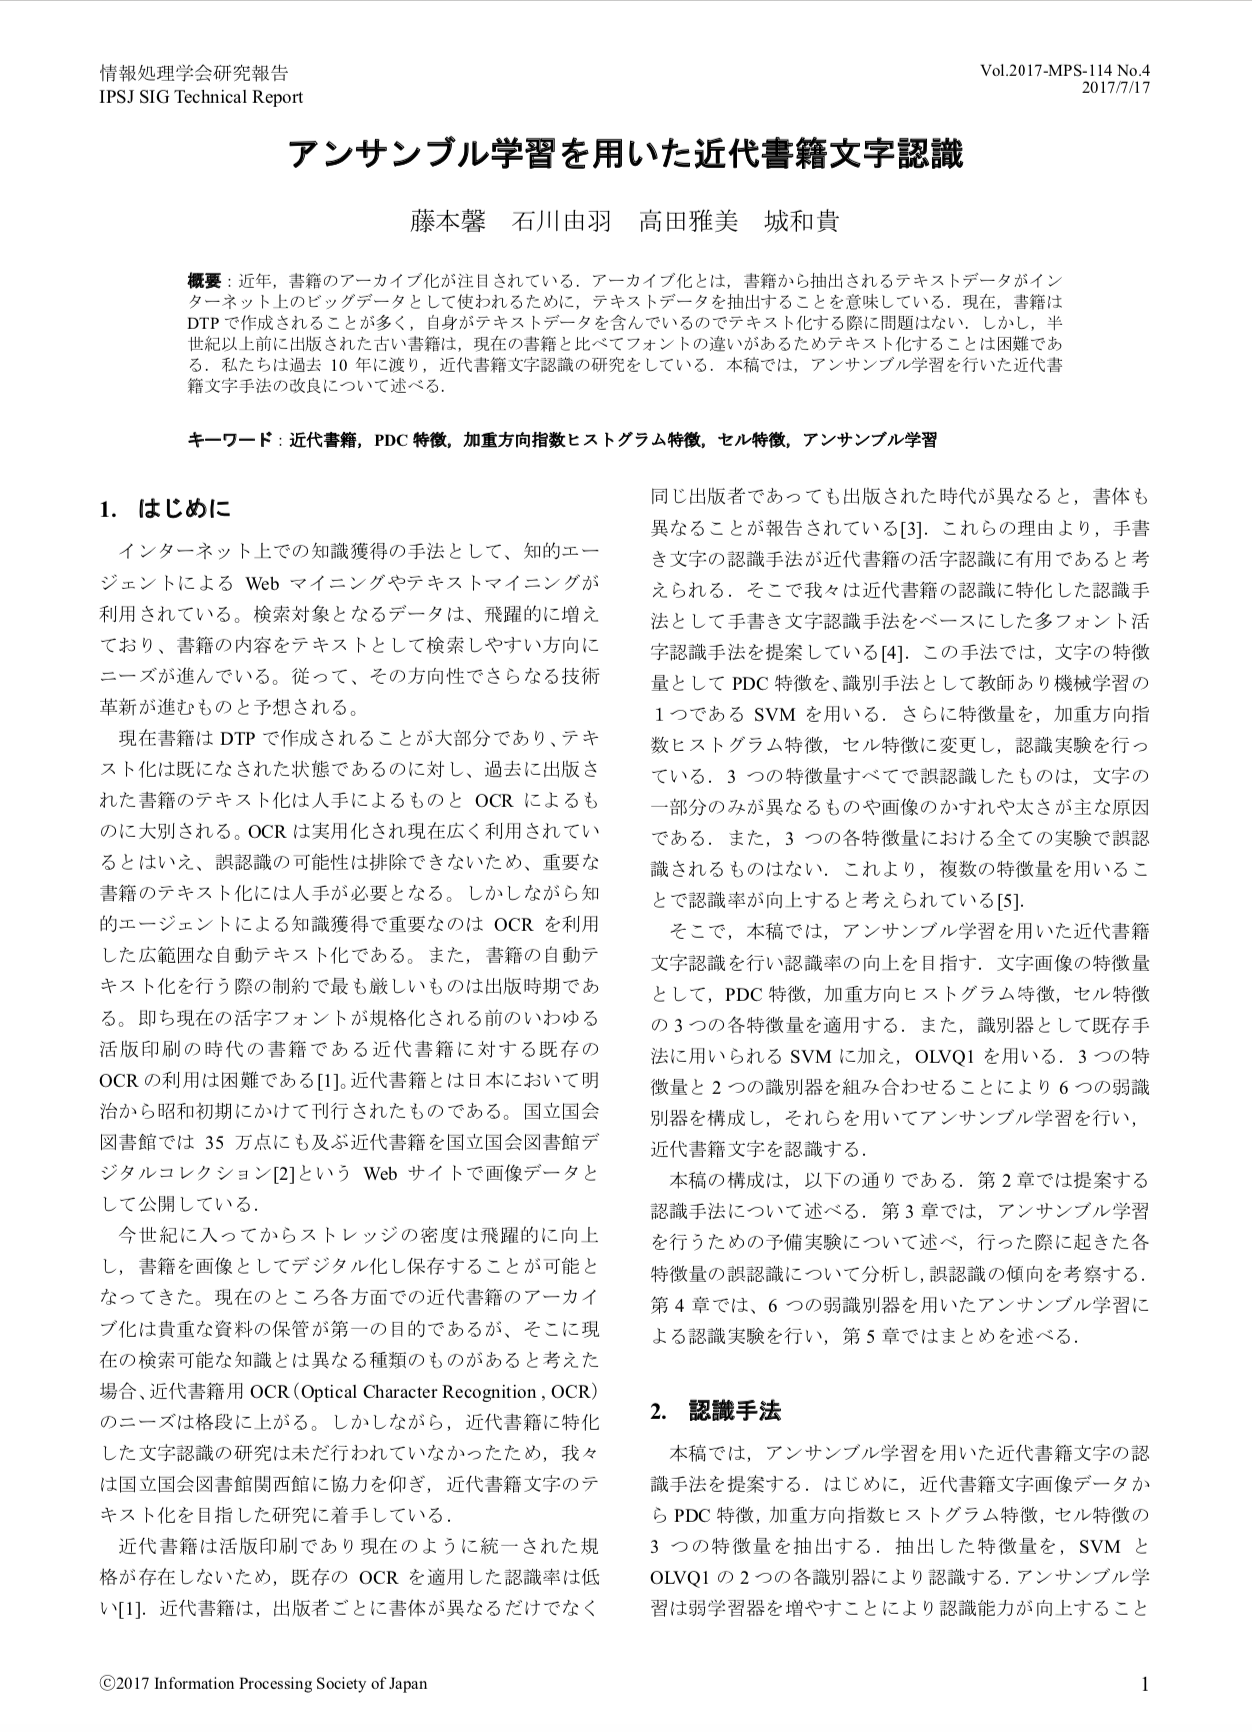 情報処理学会研究報告
IPSJ SIG Technical Report
Vol.2017-MPS-114 No.4
2017/7/17
アンサンブル学習を用いた近代書籍文字認識
藤本馨　石川由羽　高田雅美　城和貴
概要：近年，書籍のアーカイブ化が注目されている．アーカイブ化とは，書籍から抽出されるテキストデータがイン
ターネット上のビッグデータとして使われるために，テキストデータを抽出することを意味している．現在，書籍は
DTP で作成されることが多く，自身がテキストデータを含んでいるのでテキスト化する際に問題はない．しかし，半
世紀以上前に出版された古い書籍は，現在の書籍と比べてフォントの違いがあるためテキスト化することは困難であ
る．私たちは過去 10 年に渡り，近代書籍文字認識の研究をしている．本稿では，アンサンブル学習を行いた近代書
籍文字手法の改良について述べる．
キーワード：近代書籍，PDC 特徴，加重方向指数ヒストグラム特徴，セル特徴，アンサンブル学習
1. はじめに
インターネット上での知識獲得の手法として、知的エー
ジェントによる Web マイニングやテキストマイニングが
利用されている。検索対象となるデータは、飛躍的に増え
ており、書籍の内容をテキストとして検索しやすい方向に
ニーズが進んでいる。従って、その方向性でさらなる技術
革新が進むものと予想される。
現在書籍は DTP で作成されることが大部分であり、テキ
スト化は既になされた状態であるのに対し、過去に出版さ
れた書籍のテキスト化は人手によるものと OCR によるも
のに大別される。OCR は実用化され現在広く利用されてい
るとはいえ、誤認識の可能性は排除できないため、重要な
書籍のテキスト化には人手が必要となる。しかしながら知
的エージェントによる知識獲得で重要なのは OCR を利用
した広範囲な自動テキスト化である。また，書籍の自動テ
キスト化を行う際の制約で最も厳しいものは出版時期であ
る。即ち現在の活字フォントが規格化される前のいわゆる
活版印刷の時代の書籍である近代書籍に対する既存の
OCR の利用は困難である[1]。近代書籍とは日本において明
治から昭和初期にかけて刊行されたものである。国立国会
図書館では 35 万点にも及ぶ近代書籍を国立国会図書館デ
ジタルコレクション[2]という Web サイトで画像データと
して公開している．
今世紀に入ってからストレッジの密度は飛躍的に向上
し，書籍を画像としてデジタル化し保存することが可能と
なってきた。現在のところ各方面での近代書籍のアーカイ
ブ化は貴重な資料の保管が第一の目的であるが、そこに現
在の検索可能な知識とは異なる種類のものがあると考えた
場合、近代書籍用 OCR（Optical Character Recognition , OCR）
のニーズは格段に上がる。しかしながら，近代書籍に特化
した文字認識の研究は未だ行われていなかったため，我々
は国立国会図書館関西館に協力を仰ぎ，近代書籍文字のテ
キスト化を目指した研究に着手している．
近代書籍は活版印刷であり現在のように統一された規
格が存在しないため，既存の OCR を適用した認識率は低
い[1]．近代書籍は，出版者ごとに書体が異なるだけでなく
同じ出版者であっても出版された時代が異なると，書体も
異なることが報告されている[3]．これらの理由より，手書
き文字の認識手法が近代書籍の活字認識に有用であると考
えられる．そこで我々は近代書籍の認識に特化した認識手
法として手書き文字認識手法をベースにした多フォント活
字認識手法を提案している[4]．この手法では，文字の特徴
量として PDC 特徴を、識別手法として教師あり機械学習の
1 つである SVM を用いる．さらに特徴量を，加重方向指
数ヒストグラム特徴，セル特徴に変更し，認識実験を行っ
ている．3 つの特徴量すべてで誤認識したものは，文字の
一部分のみが異なるものや画像のかすれや太さが主な原因
である．また，3 つの各特徴量における全ての実験で誤認
識されるものはない．これより，複数の特徴量を用いるこ
とで認識率が向上すると考えられている[5]．
そこで，本稿では，アンサンブル学習を用いた近代書籍
文字認識を行い認識率の向上を目指す．文字画像の特徴量
として，PDC 特徴，加重方向ヒストグラム特徴，セル特徴
の 3 つの各特徴量を適用する．また，識別器として既存手
法に用いられる SVM に加え，OLVQ1 を用いる．3 つの特
徴量と 2 つの識別器を組み合わせることにより 6 つの弱識
別器を構成し，それらを用いてアンサンブル学習を行い，
近代書籍文字を認識する．
本稿の構成は，以下の通りである．第 2 章では提案する
認識手法について述べる．第 3 章では，アンサンブル学習
を行うための予備実験について述べ，行った際に起きた各
特徴量の誤認識について分析し，誤認識の傾向を考察する．
第 4 章では、6 つの弱識別器を用いたアンサンブル学習に
よる認識実験を行い，第 5 章ではまとめを述べる．
2. 認識手法
本稿では，アンサンブル学習を用いた近代書籍文字の認
識手法を提案する．はじめに，近代書籍文字画像データか
ら PDC 特徴，加重方向指数ヒストグラム特徴，セル特徴の
3 つの特徴量を抽出する．抽出した特徴量を，SVM と
OLVQ1 の 2 つの各識別器により認識する．アンサンブル学
習は弱学習器を増やすことにより認識能力が向上すること
ⓒ2017 Information Processing Society of Japan
1